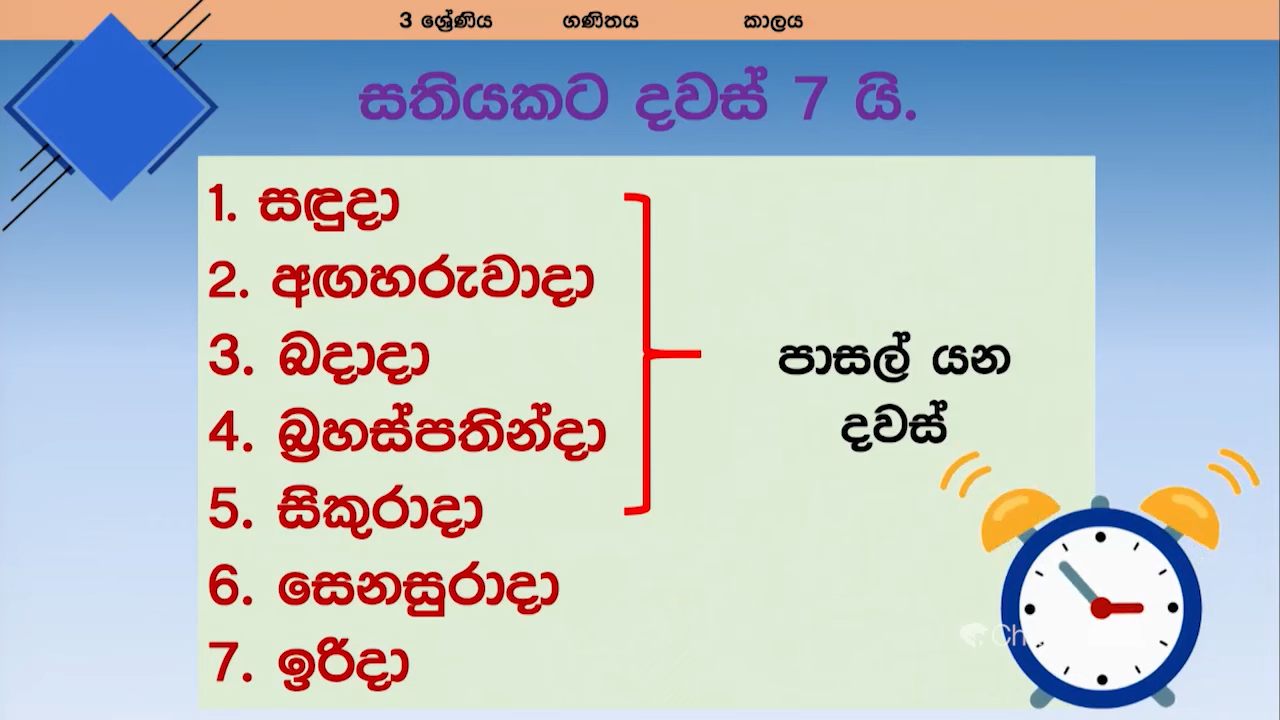 3 ශ්‍රේණිය ගණිතය කාලය
සතියකට දවස් 7 යි.
1. සඳුදා
2. අඟහරුවාදා
3. බදාදා
4. බ්‍රහස්පතින්දා
5. සිකුරාදා
6. සෙනසුරාදා
7. ඉරිදා
පාසල් යන
දවස්